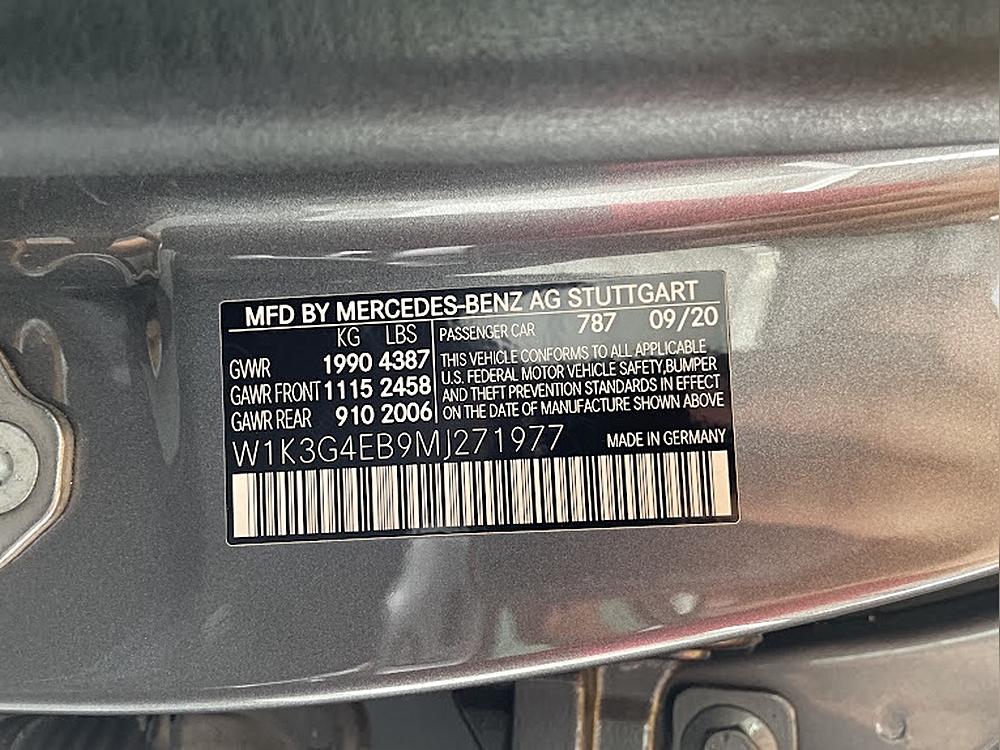 MFD BY MERCEDES-BENZ AG STUTTGART
KG LBS
GVWR 1990 4387
GAWR FRONT 1115 2458
GAWR REAR 910 2006
PASSENGER CAR 787 09/20
THIS VEHICLE CONFORMS TO ALL APPLICABLE
U.S. FEDERAL MOTOR VEHICLE SAFETY,BUMPER
AND THEFT PREVENTION STANDARDS IN EFFECT
ON THE DATE OF MANUFACTURE SHOWN ABOVE
W1K3G4EB9MJ271977
MADE IN GERMANY